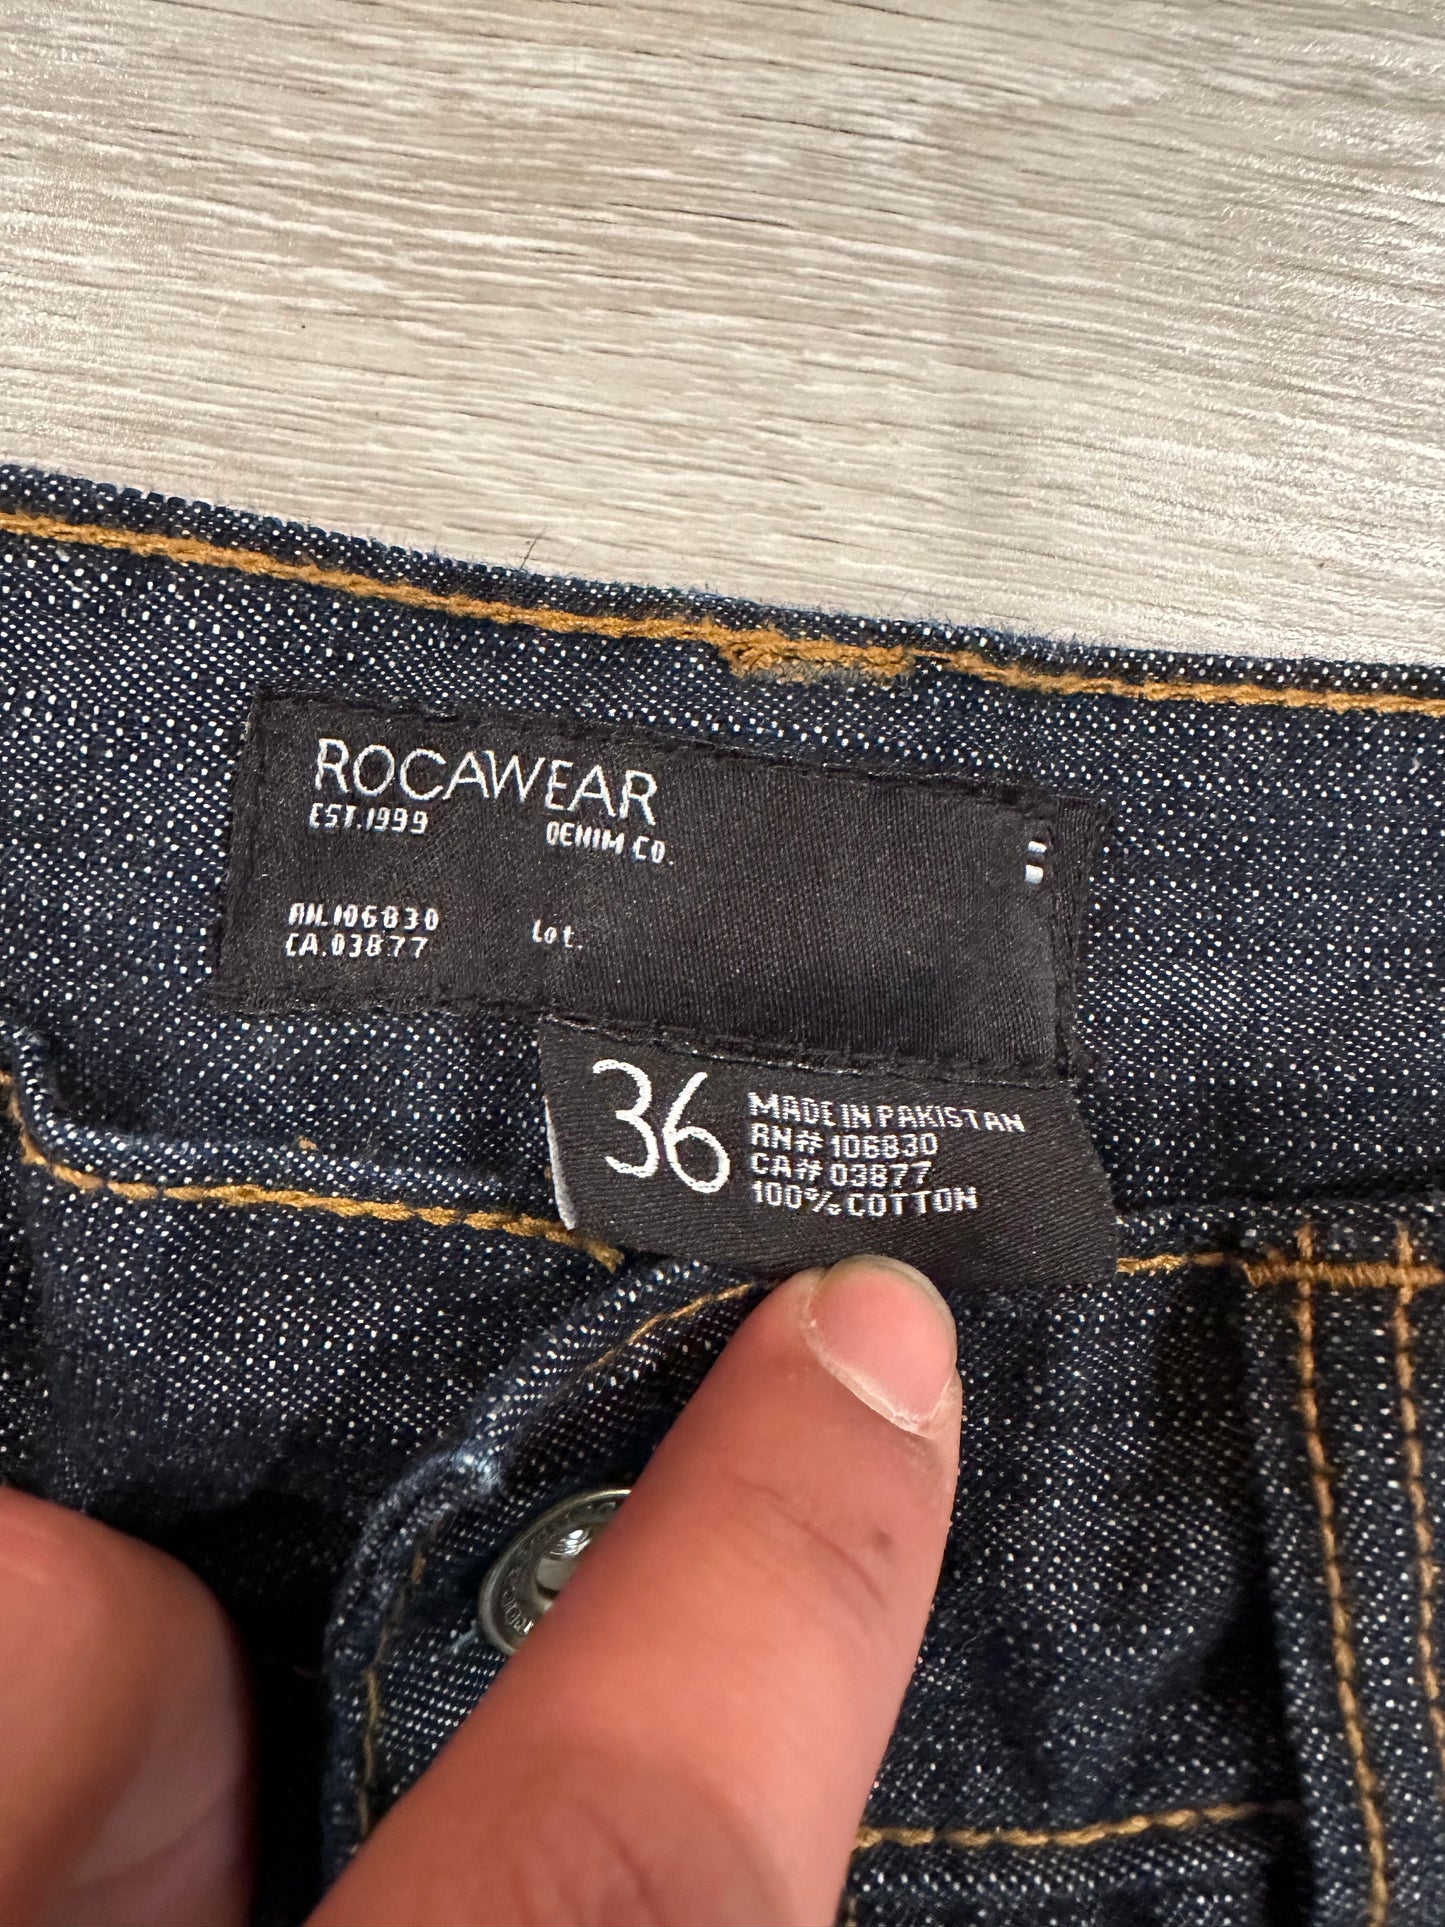 ROCAWEAR
EST.1999 DENIM CO.
RN.106830 Lot.
CA.03877
36
MADE IN PAKISTAN
RN# 106830
CA# 03877
100% COTTON